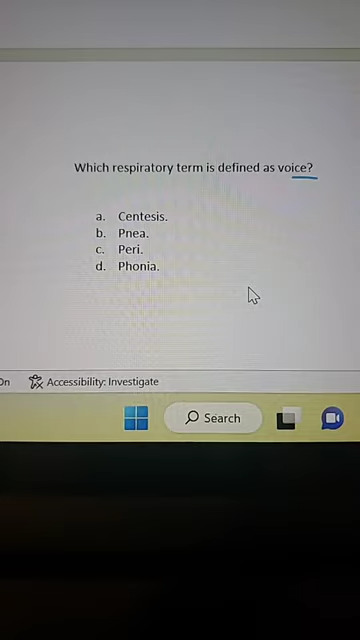 Which respiratory term is defined as voice?
a. Centesis.
b. Pnea.
c. Peri.
d. Phonia.
On
Accessibility: Investigate
Search